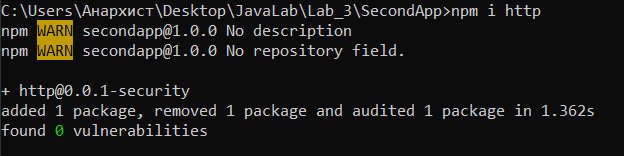 C:\Users\Анархист\Desktop\JavaLab\Lab_3\SecondApp>npm i http
npm WARN secondapp@1.0.0 No description
npm WARN secondapp@1.0.0 No repository field.
+ http@0.0.1-security
added 1 package, removed 1 package and audited 1 package in 1.362s
found 0 vulnerabilities